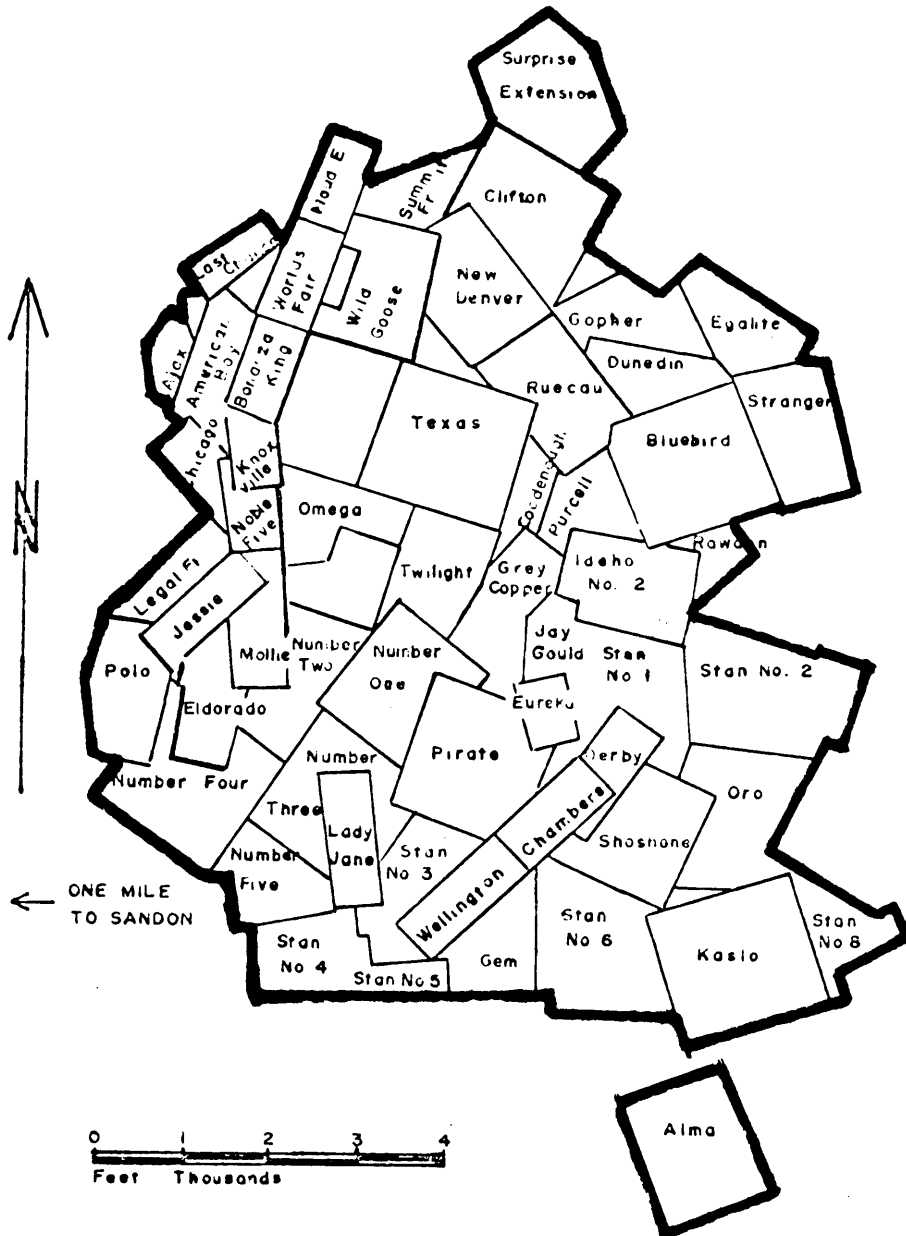 Surprise
Extension
Maud E
Summit
Fr
Clifton
Last
Chance
Worlds
Fair
New
Denver
Wild
Goose
Gopher
Egalite
Ajax
American
Boy
Bonanza
King
Dunedin
Ruecau
Stranger
Texas
Bluebird
Chicago
Knox
ville
Goodenough
Purcell
Noble
Five
Omega
Rawdon
Legal Fr
Twilight
Grey
Copper
Idaho
No. 2
Jessie
Mollie
Number
Two
Number
One
Jay
Gould
Stan
No 1
Stan No. 2
Polo
Eldorado
Eureka
Number Four
Number
Three
Pirate
Derby
Oro
Lady
Jane
Chambers
Shoshone
Number
Five
Stan
No 3
Wellington
ONE MILE
TO SANDON
Stan
No 4
Stan No 5
Gem
Stan
No 6
Kaslo
Stan
No 8
N
Alma
0 1 2 3 4
Feet Thousands